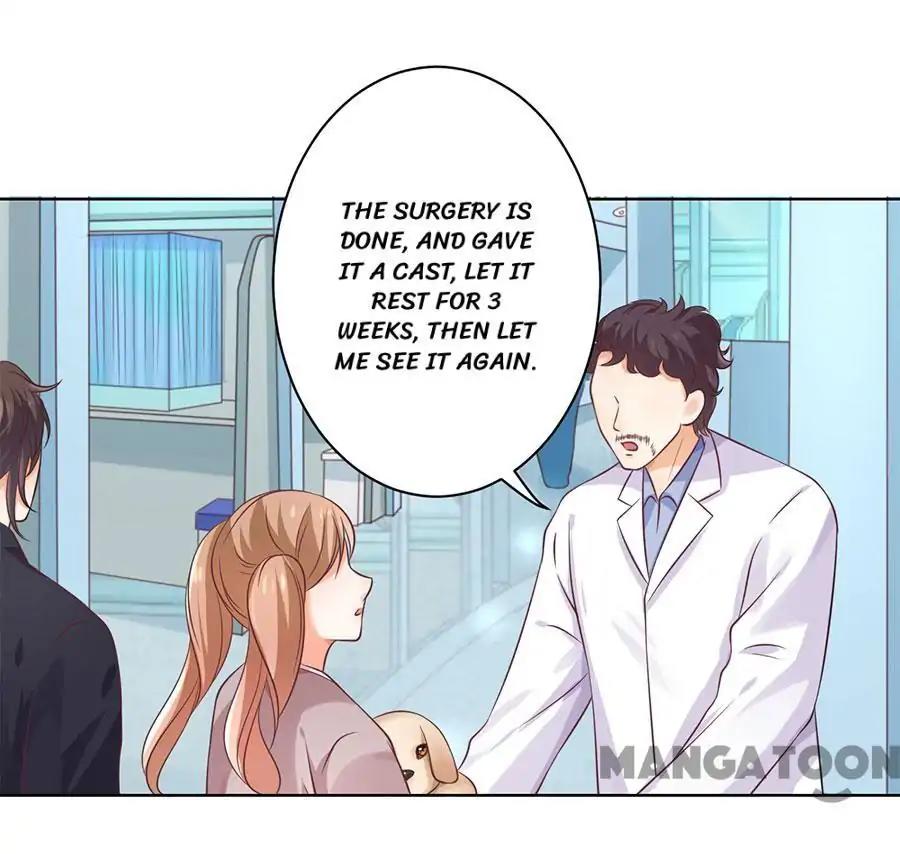 THE SURGERY IS
DONE, AND GAVE
IT A CAST, LET IT
REST FOR 3
WEEKS, THEN LET
ME SEE IT AGAIN.
MANGATOON